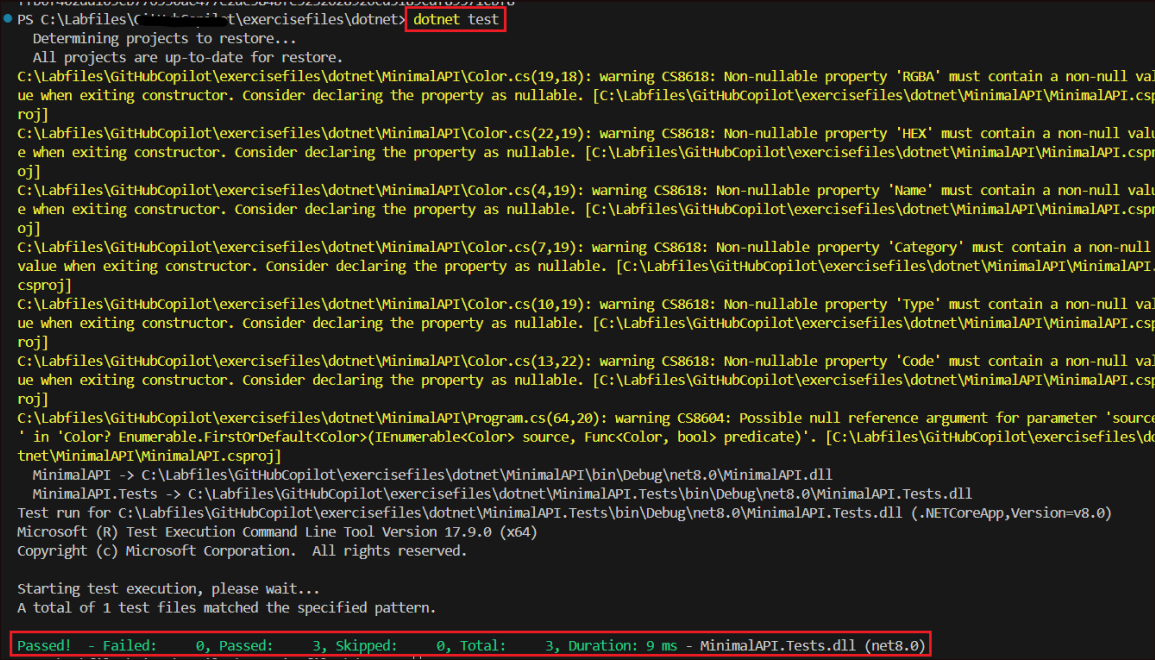 PS C:\Labfiles\ \exercisefiles\dotnet> dotnet test
  Determining projects to restore...
  All projects are up-to-date for restore.
C:\Labfiles\GitHubCopilot\exercisefiles\dotnet\MinimalAPI\Color.cs(19,18): warning CS8618: Non-nullable property 'RGBA' must contain a non-null val
ue when exiting constructor. Consider declaring the property as nullable. [C:\Labfiles\GitHubCopilot\exercisefiles\dotnet\MinimalAPI\MinimalAPI.csp
roj]
C:\Labfiles\GitHubCopilot\exercisefiles\dotnet\MinimalAPI\Color.cs(22,19): warning CS8618: Non-nullable property 'HEX' must contain a non-null valu
e when exiting constructor. Consider declaring the property as nullable. [C:\Labfiles\GitHubCopilot\exercisefiles\dotnet\MinimalAPI\MinimalAPI.cspr
oj]
C:\Labfiles\GitHubCopilot\exercisefiles\dotnet\MinimalAPI\Color.cs(4,19): warning CS8618: Non-nullable property 'Name' must contain a non-null valu
e when exiting constructor. Consider declaring the property as nullable. [C:\Labfiles\GitHubCopilot\exercisefiles\dotnet\MinimalAPI\MinimalAPI.cspr
oj]
C:\Labfiles\GitHubCopilot\exercisefiles\dotnet\MinimalAPI\Color.cs(7,19): warning CS8618: Non-nullable property 'Category' must contain a non-null
value when exiting constructor. Consider declaring the property as nullable. [C:\Labfiles\GitHubCopilot\exercisefiles\dotnet\MinimalAPI\MinimalAPI.
csproj]
C:\Labfiles\GitHubCopilot\exercisefiles\dotnet\MinimalAPI\Color.cs(10,19): warning CS8618: Non-nullable property 'Type' must contain a non-null val
ue when exiting constructor. Consider declaring the property as nullable. [C:\Labfiles\GitHubCopilot\exercisefiles\dotnet\MinimalAPI\MinimalAPI.csp
roj]
C:\Labfiles\GitHubCopilot\exercisefiles\dotnet\MinimalAPI\Color.cs(13,22): warning CS8618: Non-nullable property 'Code' must contain a non-null val
ue when exiting constructor. Consider declaring the property as nullable. [C:\Labfiles\GitHubCopilot\exercisefiles\dotnet\MinimalAPI\MinimalAPI.csp
roj]
C:\Labfiles\GitHubCopilot\exercisefiles\dotnet\MinimalAPI\Program.cs(64,20): warning CS8604: Possible null reference argument for parameter 'source
' in 'Color? Enumerable.FirstOrDefault<Color>(IEnumerable<Color> source, Func<Color, bool> predicate)'. [C:\Labfiles\GitHubCopilot\exercisefiles\do
tnet\MinimalAPI\MinimalAPI.csproj]
  MinimalAPI -> C:\Labfiles\GitHubCopilot\exercisefiles\dotnet\MinimalAPI\bin\Debug\net8.0\MinimalAPI.dll
  MinimalAPI.Tests -> C:\Labfiles\GitHubCopilot\exercisefiles\dotnet\MinimalAPI.Tests\bin\Debug\net8.0\MinimalAPI.Tests.dll
Test run for C:\Labfiles\GitHubCopilot\exercisefiles\dotnet\MinimalAPI.Tests\bin\Debug\net8.0\MinimalAPI.Tests.dll (.NETCoreApp,Version=v8.0)
Microsoft (R) Test Execution Command Line Tool Version 17.9.0 (x64)
Copyright (c) Microsoft Corporation.  All rights reserved.

Starting test execution, please wait...
A total of 1 test files matched the specified pattern.

Passed!  - Failed:     0, Passed:     3, Skipped:     0, Total:     3, Duration: 9 ms - MinimalAPI.Tests.dll (net8.0)